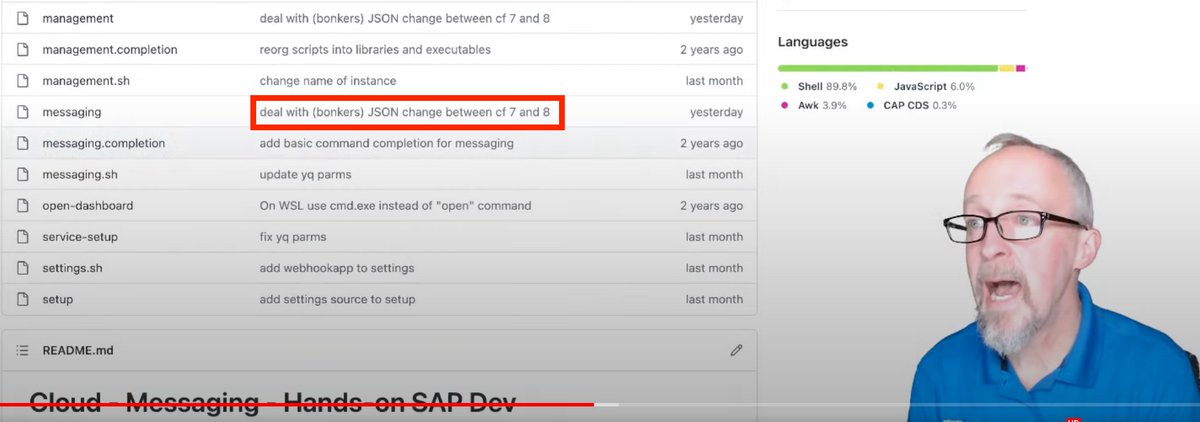 management deal with (bonkers) JSON change between cf 7 and 8 yesterday
management.completion reorg scripts into libraries and executables 2 years ago
management.sh change name of instance last month
messaging deal with (bonkers) JSON change between cf 7 and 8 yesterday
messaging.completion add basic command completion for messaging 2 years ago
messaging.sh update yq parms last month
open-dashboard On WSL use cmd.exe instead of "open" command 2 years ago
service-setup fix yq parms last month
settings.sh add webhookapp to settings last month
setup add settings source to setup last month
README.md
Cloud - Messaging - Hands-on SAP Dev
Languages
Shell 89.8% JavaScript 6.0%
Awk 3.9% CAP CDS 0.3%